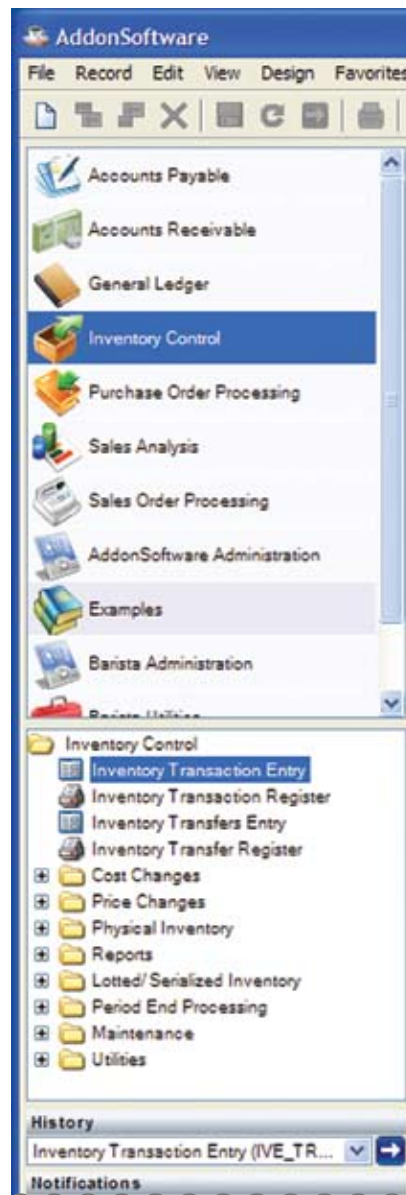 AddonSoftware
File Record Edit View Design Favorites
Accounts Payable
Accounts Receivable
General Ledger
Inventory Control
Purchase Order Processing
Sales Analysis
Sales Order Processing
AddonSoftware Administration
Examples
Barista Administration
Barista Utilities
Inventory Control
Inventory Transaction Entry
Inventory Transaction Register
Inventory Transfers Entry
Inventory Transfer Register
Cost Changes
Price Changes
Physical Inventory
Reports
Lotted/Serialized Inventory
Period End Processing
Maintenance
Utilities
History
Inventory Transaction Entry (IVE_TR...
Notifications